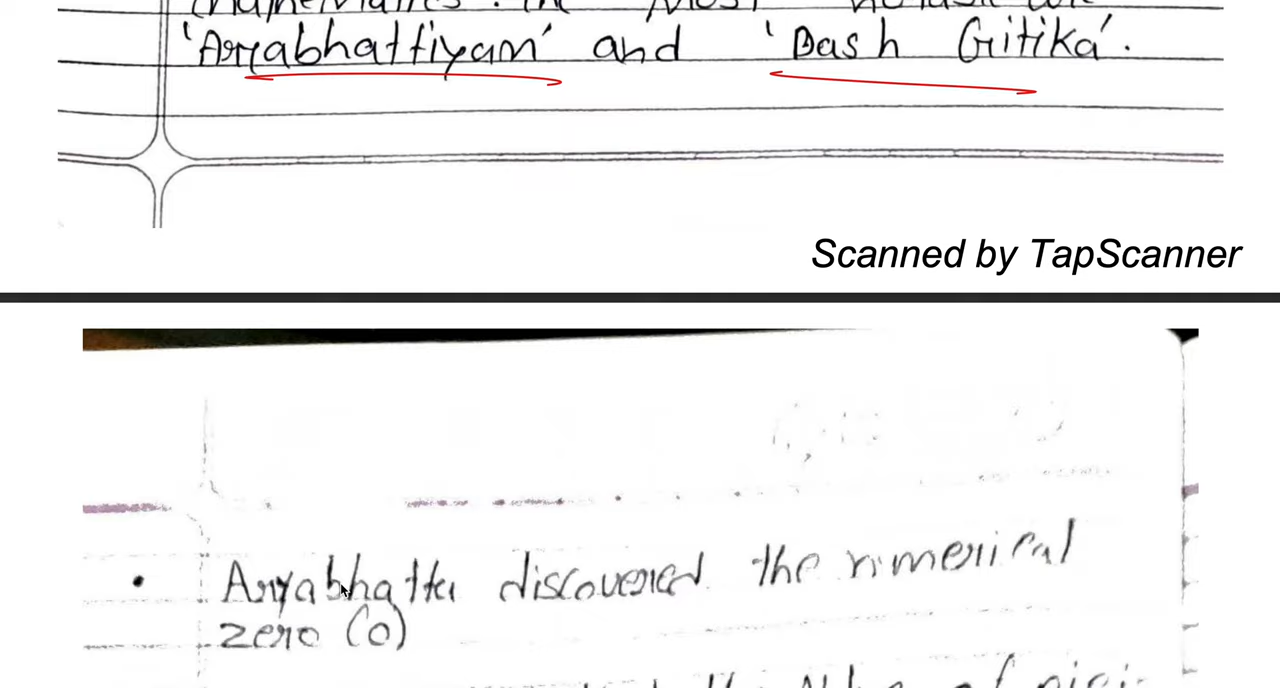 'Aryabhattiyam' and 'Dash Gitika'.
Scanned by TapScanner
• Aryabhatta discovered the numerical
zero (0)